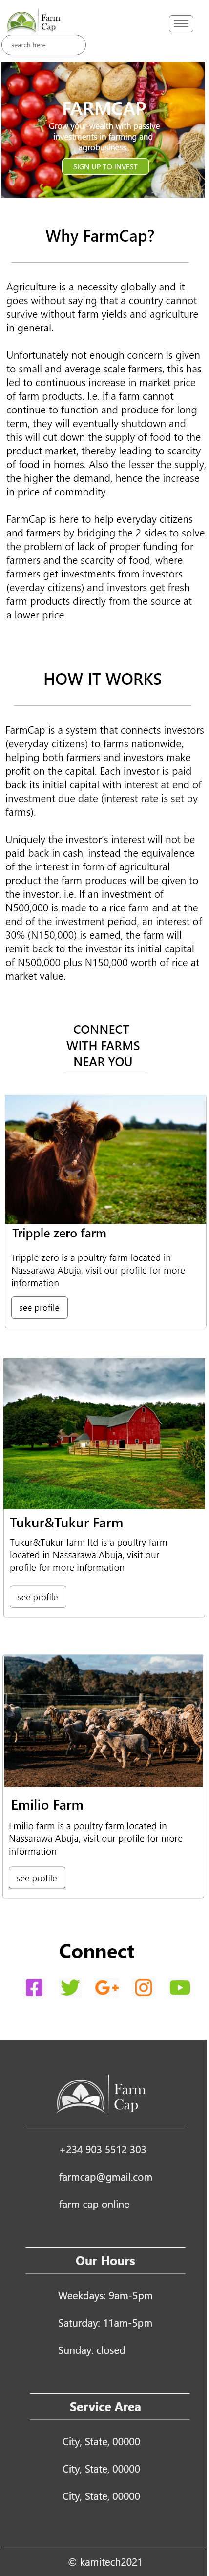 Farm
Cap
search here
FARMCAP
Grow your wealth with passive
investments in farming and
agrobusiness.
SIGN UP TO INVEST
Why FarmCap?
Agriculture is a necessity globally and it
goes without saying that a country cannot
survive without farm yields and agriculture
in general.
Unfortunately not enough concern is given
to small and average scale farmers, this has
led to continuous increase in market price
of farm products. I.e. if a farm cannot
continue to function and produce for long
term, they will eventually shutdown and
this will cut down the supply of food to the
product market, thereby leading to scarcity
of food in homes. Also the lesser the supply,
the higher the demand, hence the increase
in price of commodity.
FarmCap is here to help everyday citizens
and farmers by bridging the 2 sides to solve
the problem of lack of proper funding for
farmers and the scarcity of food, where
farmers get investments from investors
(everday citizens) and investors get fresh
farm products directly from the source at
a lower price.
HOW IT WORKS
FarmCap is a system that connects investors
(everyday citizens) to farms nationwide,
helping both farmers and investors make
profit on the capital. Each investor is paid
back its initial capital with interest at end of
investment due date (interest rate is set by
farms).
Uniquely the investor's interest will not be
paid back in cash, instead the equivalence
of the interest in form of agricultural
product the farm produces will be given to
the investor. i.e. If an investment of
N500,000 is made to a rice farm and at the
end of the investment period, an interest of
30% (N150,000) is earned, the farm will
remit back to the investor its initial capital
of N500,000 plus N150,000 worth of rice at
market value.
CONNECT
WITH FARMS
NEAR YOU
Tripple zero farm
Tripple zero is a poultry farm located in
Nassarawa Abuja, visit our profile for more
information
see profile
Tukur&Tukur Farm
Tukur&Tukur farm ltd is a poultry farm
located in Nassarawa Abuja, visit our
profile for more information
see profile
Emilio Farm
Emilio farm is a poultry farm located in
Nassarawa Abuja, visit our profile for more
information
see profile
Connect
Farm
Cap
+234 903 5512 303
farmcap@gmail.com
farm cap online
Our Hours
Weekdays: 9am-5pm
Saturday: 11am-5pm
Sunday: closed
Service Area
City, State, 00000
City, State, 00000
City, State, 00000
© kamitech2021